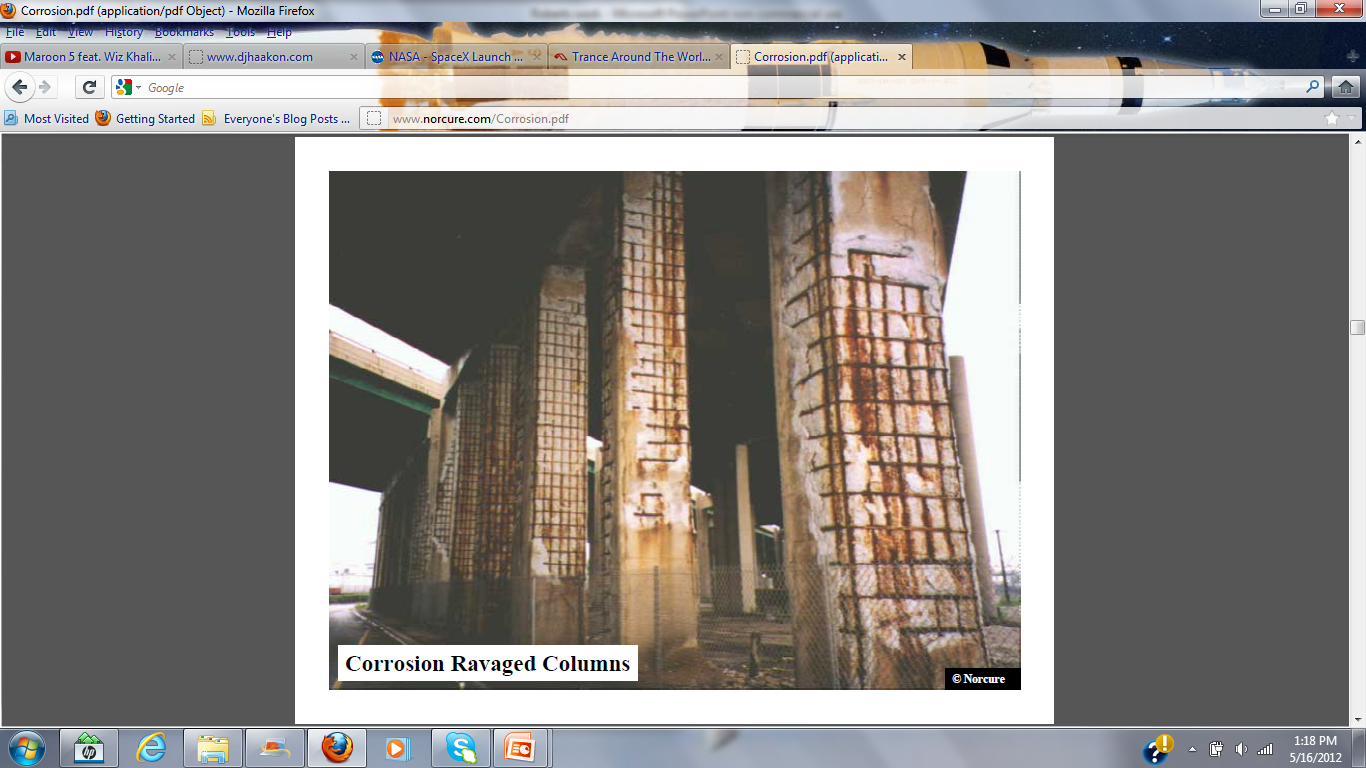 Corrosion.pdf (application/pdf Object) - Mozilla Firefox
File Edit View History Bookmarks Tools Help
Maroon 5 feat. Wiz Khali... www.djhaakon.com NASA - SpaceX Launch ... Trance Around The Worl... Corrosion.pdf (applicati...
Google
Most Visited Getting Started Everyone's Blog Posts ... www.norcure.com/Corrosion.pdf
Corrosion Ravaged Columns
© Norcure
hp
1:18 PM
5/16/2012